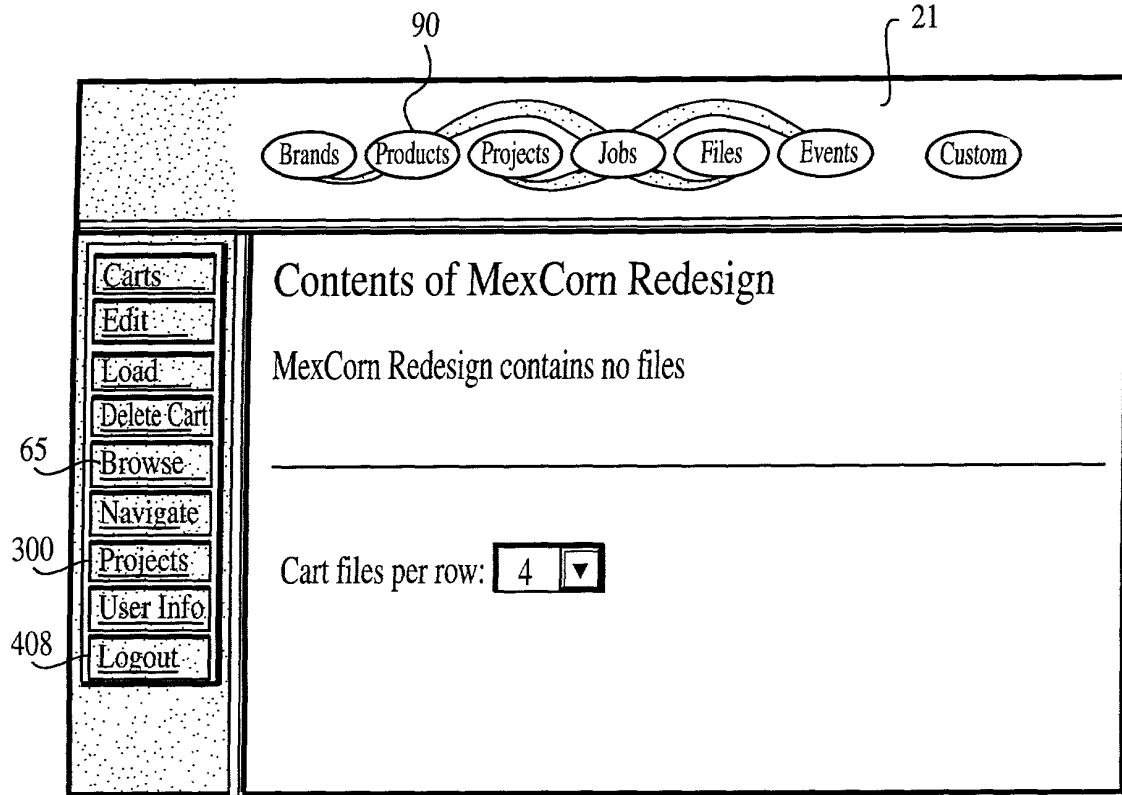 90
21
Brands Products Projects Jobs Files Events Custom
Carts
Edit
Load
Delete Cart
65
Browse
Navigate
300
Projects
User Info
408
Logout
Contents of MexCorn Redesign
MexCorn Redesign contains no files
Cart files per row: 4